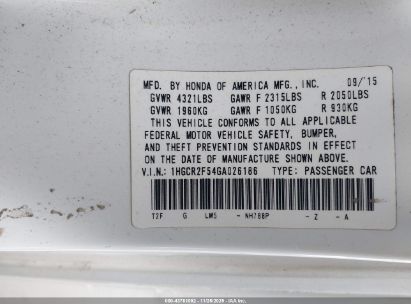 MFD. BY HONDA OF AMERICA MFG., INC. 09/'15
GVWR 4321LBS GAWR F 2315LBS R 2050LBS
GVWR 1960KG GAWR F 1050KG R 930KG
THIS VEHICLE CONFORMS TO ALL APPLICABLE
FEDERAL MOTOR VEHICLE SAFETY, BUMPER,
AND THEFT PREVENTION STANDARDS IN EFFECT
ON THE DATE OF MANUFACTURE SHOWN ABOVE.
V.I.N.: 1HGCR2F54GA026186 TYPE: PASSENGER CAR
T2F G LM5 - NH788P - Z - A